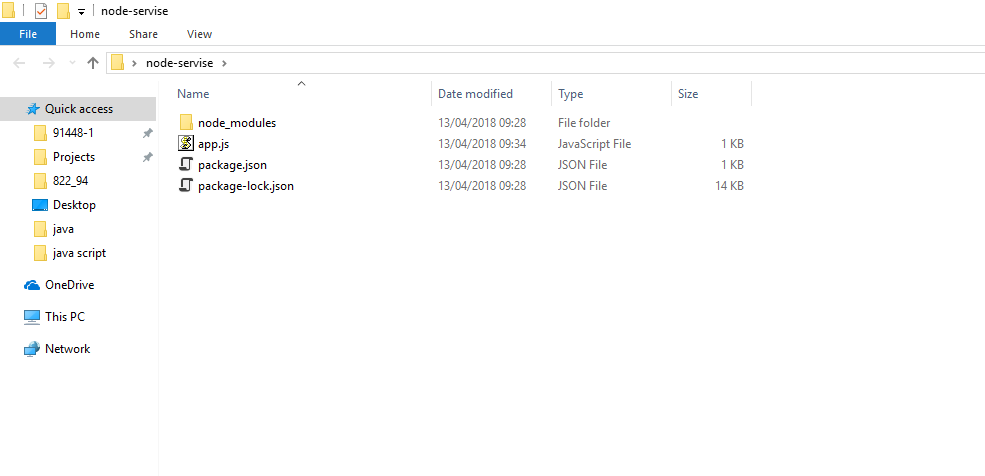 node-servise
File Home Share View
node-servise
Name Date modified Type Size
Quick access
91448-1
Projects
822_94
Desktop
java
java script
OneDrive
This PC
Network
node_modules 13/04/2018 09:28 File folder
app.js 13/04/2018 09:34 JavaScript File 1 KB
package.json 13/04/2018 09:28 JSON File 1 KB
package-lock.json 13/04/2018 09:28 JSON File 14 KB